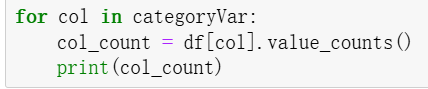 for col in categoryVar:
    col_count = df[col].value_counts()
    print(col_count)